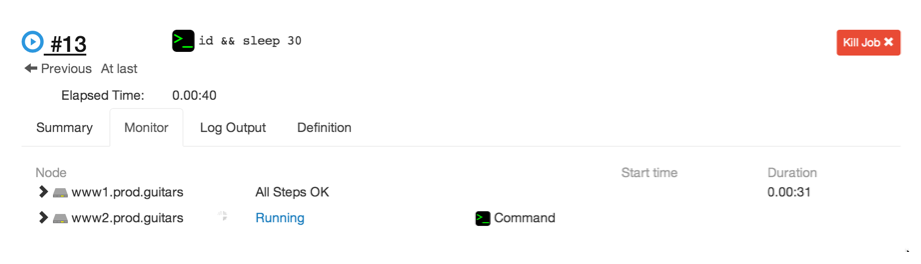 #13 >_ id && sleep 30 Kill Job ✖
← Previous At last
Elapsed Time: 0.00:40
Summary Monitor Log Output Definition
Node Start time Duration
www1.prod.guitars All Steps OK 0.00:31
www2.prod.guitars Running >_ Command